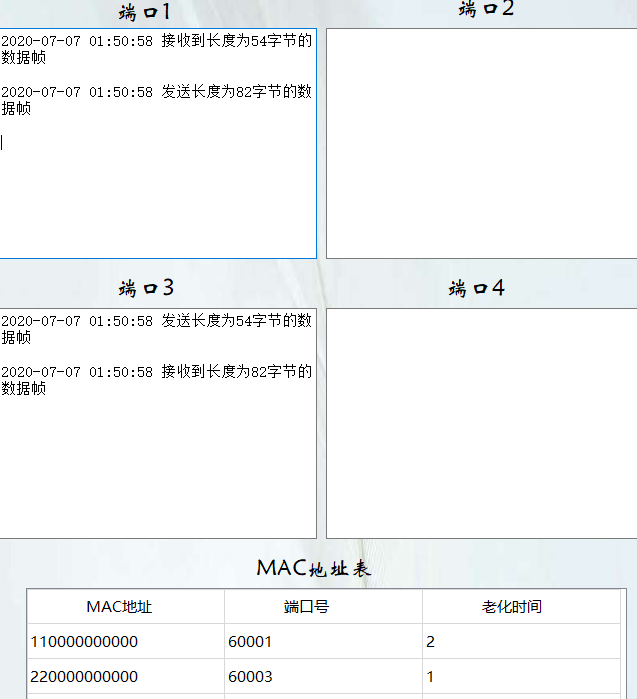 端口1
端口2
2020-07-07 01:50:58 接收到长度为54字节的
数据帧
2020-07-07 01:50:58 发送长度为82字节的数
据帧
端口3
端口4
2020-07-07 01:50:58 发送长度为54字节的数
据帧
2020-07-07 01:50:58 接收到长度为82字节的
数据帧
MAC地址表
MAC地址 端口号 老化时间
110000000000 60001 2
220000000000 60003 1